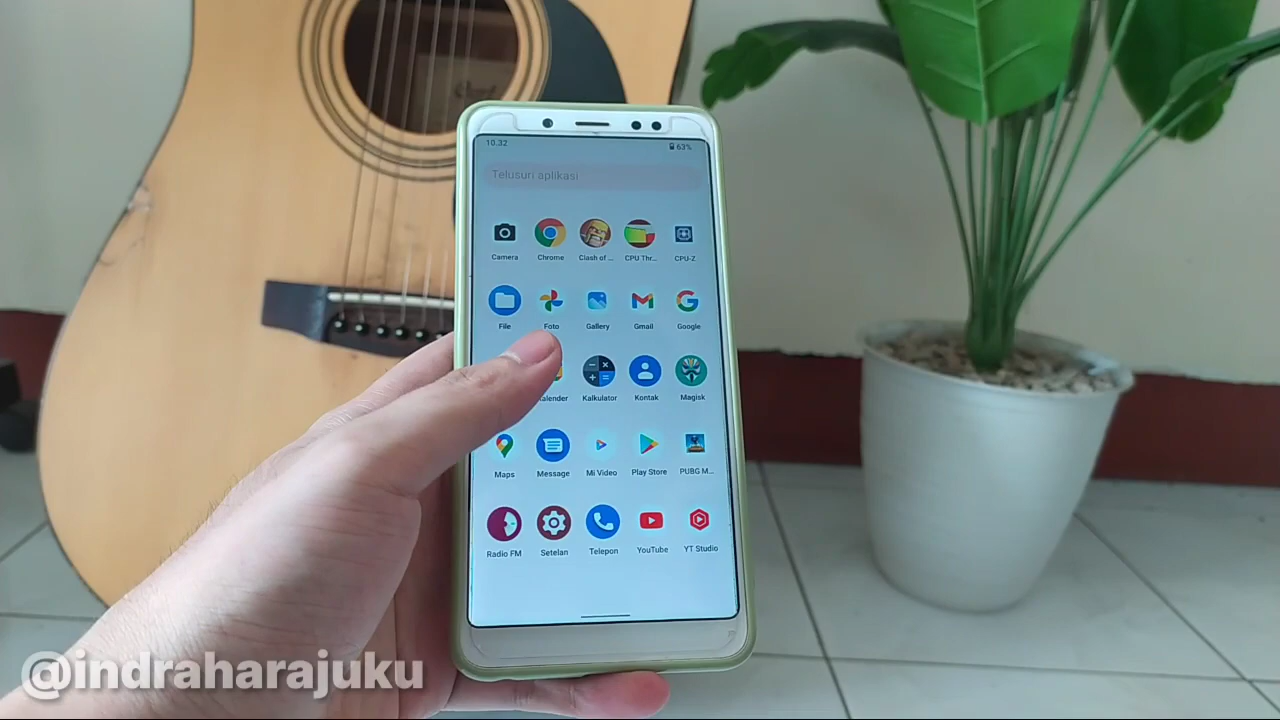 10.32
63%
Telusuri aplikasi
Camera
Chrome
Clash of ...
CPU Thr...
CPU-Z
File
Foto
Gallery
Gmail
Google
alender
Kalkulator
Kontak
Magisk
Maps
Message
Mi Video
Play Store
PUBG M...
Radio FM
Setelan
Telepon
YouTube
YT Studio
@indraharajuku